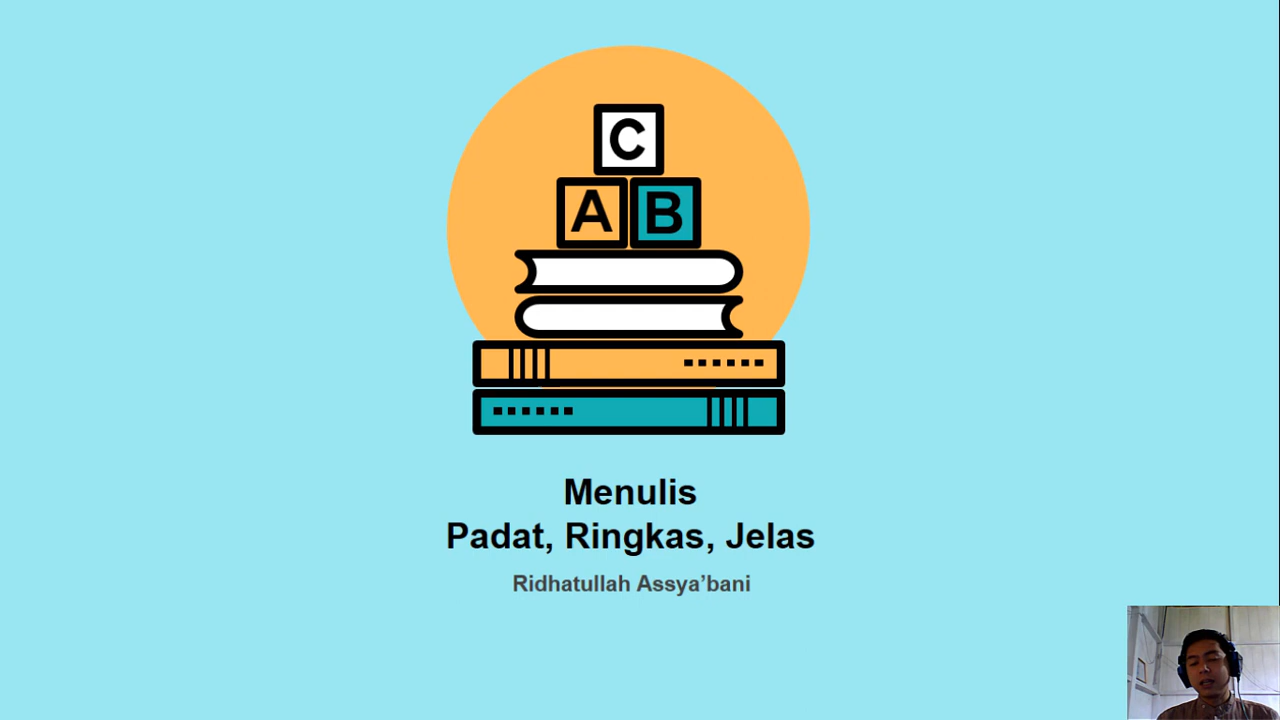 C
A B
Menulis
Padat, Ringkas, Jelas
Ridhatullah Assya’bani